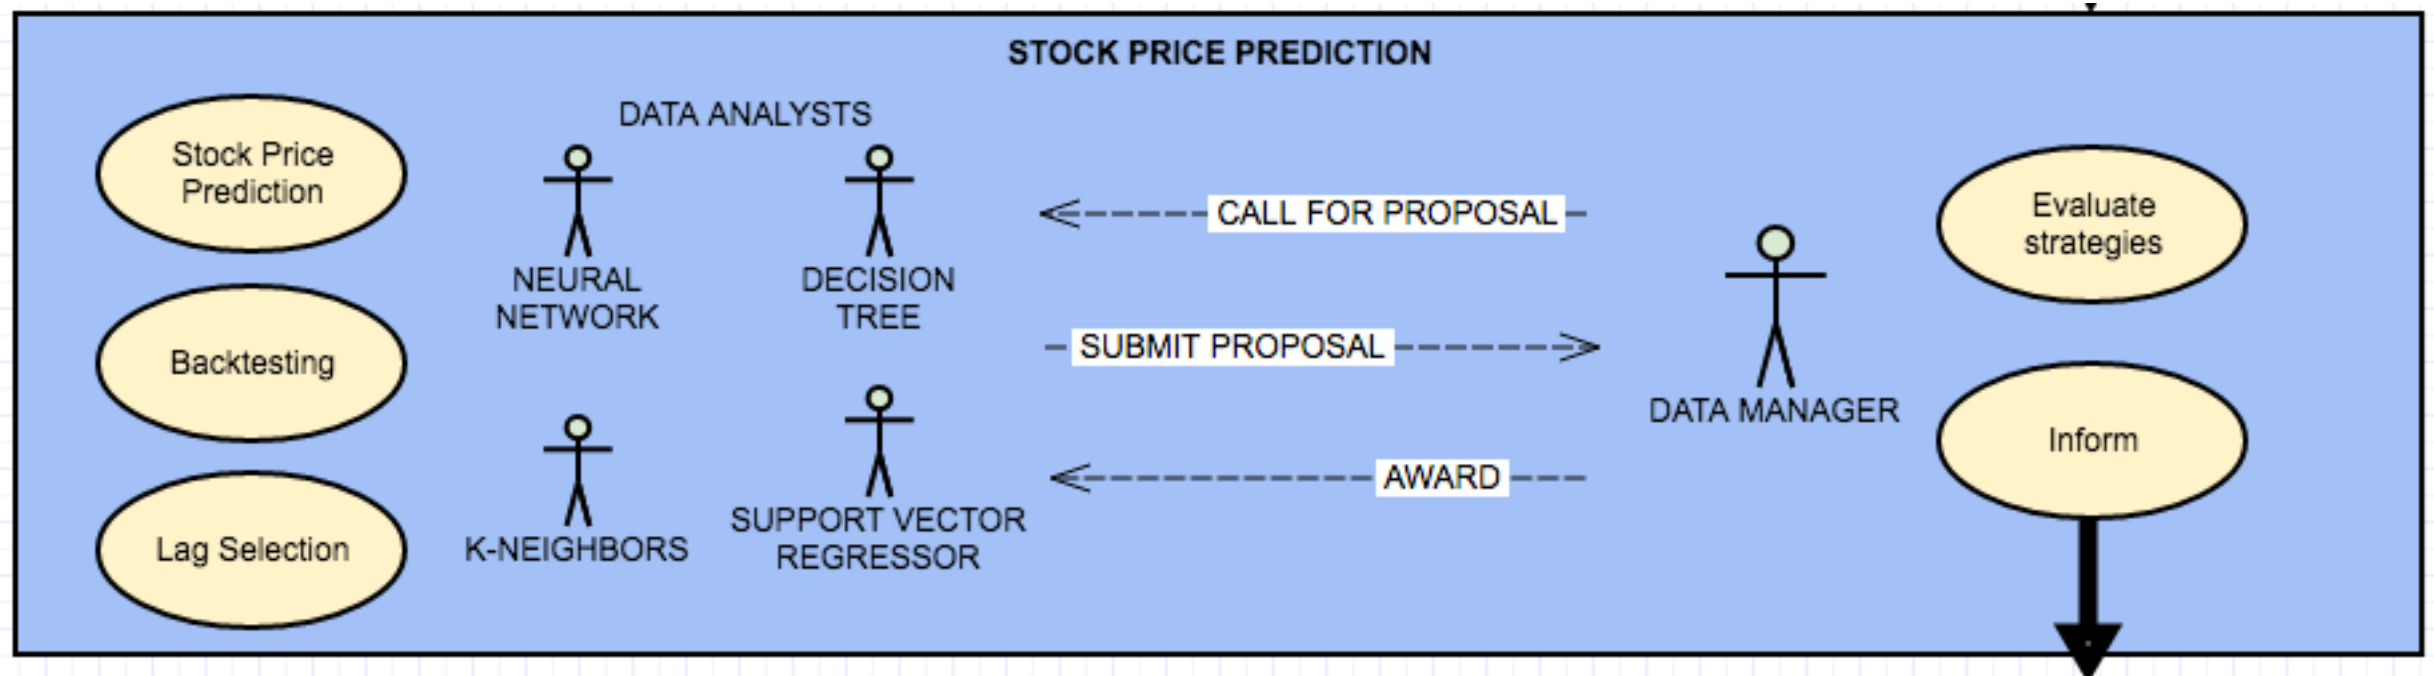 STOCK PRICE PREDICTION
Stock Price
Prediction
Backtesting
Lag Selection
DATA ANALYSTS
NEURAL
NETWORK
DECISION
TREE
K-NEIGHBORS
SUPPORT VECTOR
REGRESSOR
CALL FOR PROPOSAL
SUBMIT PROPOSAL
AWARD
DATA MANAGER
Evaluate
strategies
Inform